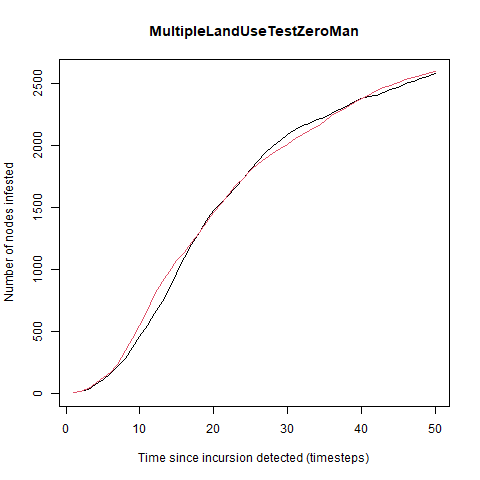 MultipleLandUseTestZeroMan
Number of nodes infested
2500
2000
1500
1000
500
0
0 10 20 30 40 50
Time since incursion detected (timesteps)